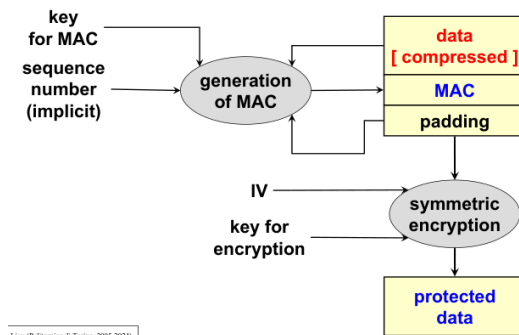 key
for MAC
sequence
number
(implicit)
generation
of MAC
data
[ compressed ]
MAC
padding
IV
key for
encryption
symmetric
encryption
protected
data